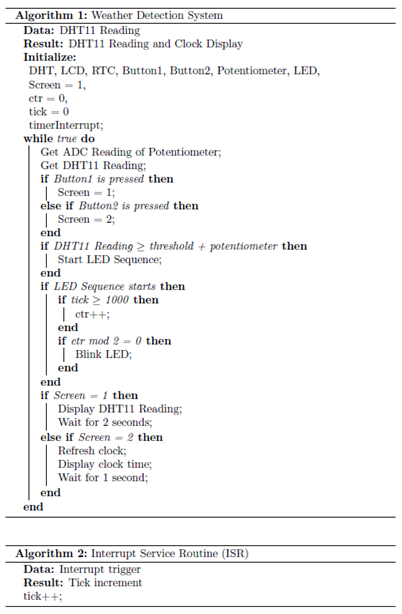 Algorithm 1: Weather Detection System
Data: DHT11 Reading
Result: DHT11 Reading and Clock Display
Initialize:
DHT, LCD, RTC, Button1, Button2, Potentiometer, LED,
Screen = 1,
ctr = 0,
tick = 0
timerInterrupt;
while true do
Get ADC Reading of Potentiometer;
Get DHT11 Reading;
if Button1 is pressed then
Screen = 1;
else if Button2 is pressed then
Screen = 2;
end
if DHT11 Reading ≥ threshold + potentiometer then
Start LED Sequence;
end
if LED Sequence starts then
if tick ≥ 1000 then
ctr++;
end
if ctr mod 2 = 0 then
Blink LED;
end
end
if Screen = 1 then
Display DHT11 Reading;
Wait for 2 seconds;
else if Screen = 2 then
Refresh clock;
Display clock time;
Wait for 1 second;
end
end
Algorithm 2: Interrupt Service Routine (ISR)
Data: Interrupt trigger
Result: Tick increment
tick++;